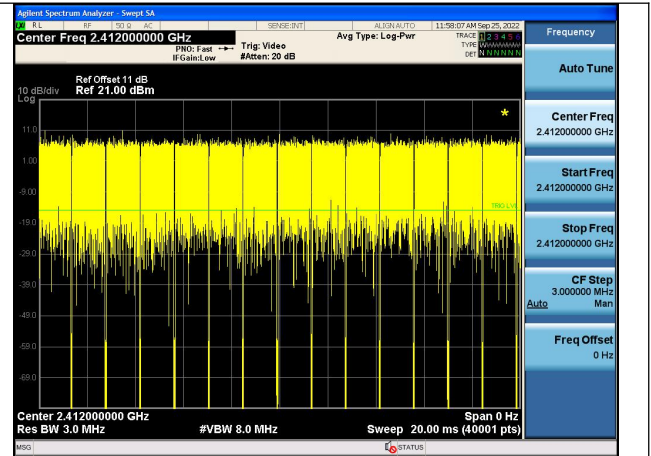 Agilent Spectrum Analyzer - Swept SA
RL RF 50 Ω AC SENSE:INT ALIGN AUTO 11:58:07 AM Sep 25, 2022
Center Freq 2.412000000 GHz
PNO: Fast
IFGain:Low
Trig: Video
#Atten: 20 dB
Avg Type: Log-Pwr
TRACE 1 2 3 4 5 6
TYPE WWWWWW
DET N N N N N N
Ref Offset 11 dB
10 dB/div Ref 21.00 dBm
Log
11.0
1.00
-9.00
TRIG LVL
-19.0
-29.0
-39.0
-49.0
-59.0
-69.0
Center 2.412000000 GHz Span 0 Hz
Res BW 3.0 MHz #VBW 8.0 MHz Sweep 20.00 ms (40001 pts)
MSG STATUS
Frequency
Auto Tune
Center Freq
2.412000000 GHz
Start Freq
2.412000000 GHz
Stop Freq
2.412000000 GHz
CF Step
3.000000 MHz
Auto Man
Freq Offset
0 Hz